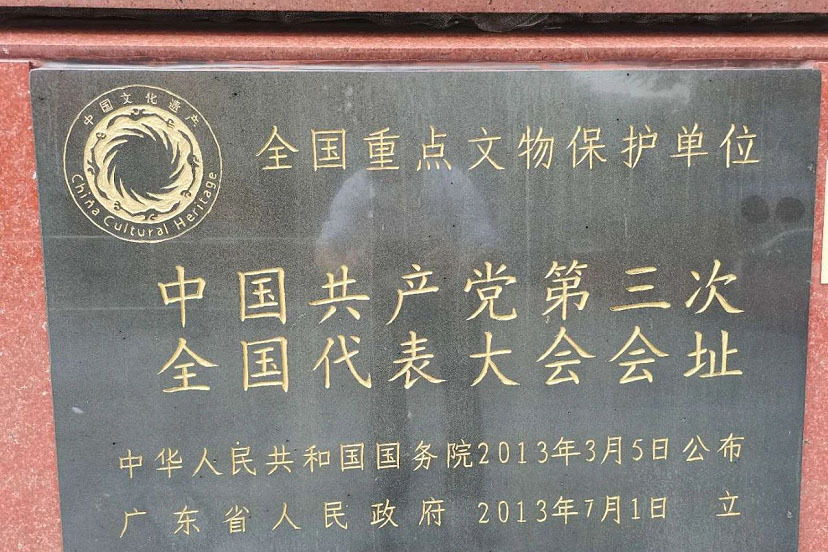 中国文化遗产
China Cultural Heritage
全国重点文物保护单位
中国共产党第三次
全国代表大会会址
中华人民共和国国务院2013年3月5日公布
广东省人民政府 2013年7月1日 立